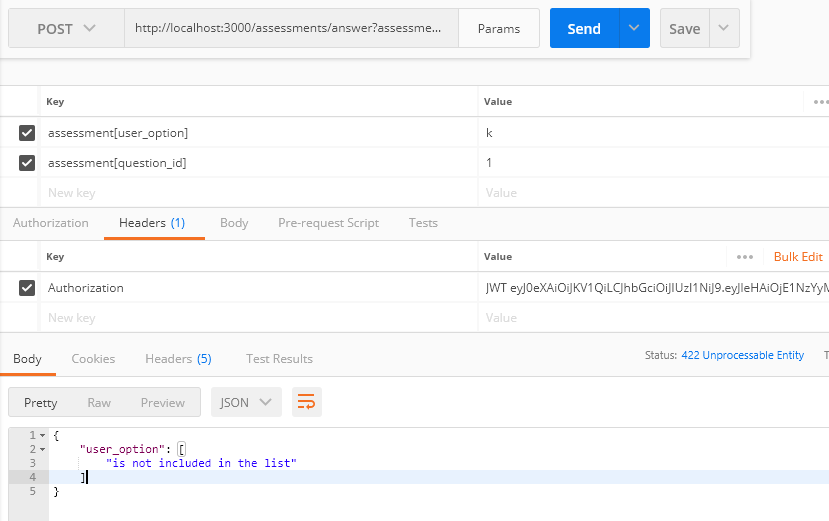 POST http://localhost:3000/assessments/answer?assessme... Params Send Save
Key Value
assessment[user_option] k
assessment[question_id] 1
New key Value
Authorization Headers (1) Body Pre-request Script Tests
Key Value Bulk Edit
Authorization JWT eyJ0eXAiOiJKV1QiLCJhbGciOiJIUzI1NiJ9.eyJleHAiOjE1NzYyM
New key Value
Body Cookies Headers (5) Test Results Status: 422 Unprocessable Entity T
Pretty Raw Preview JSON
1 {
2 "user_option": [
3 "is not included in the list"
4 ]
5 }